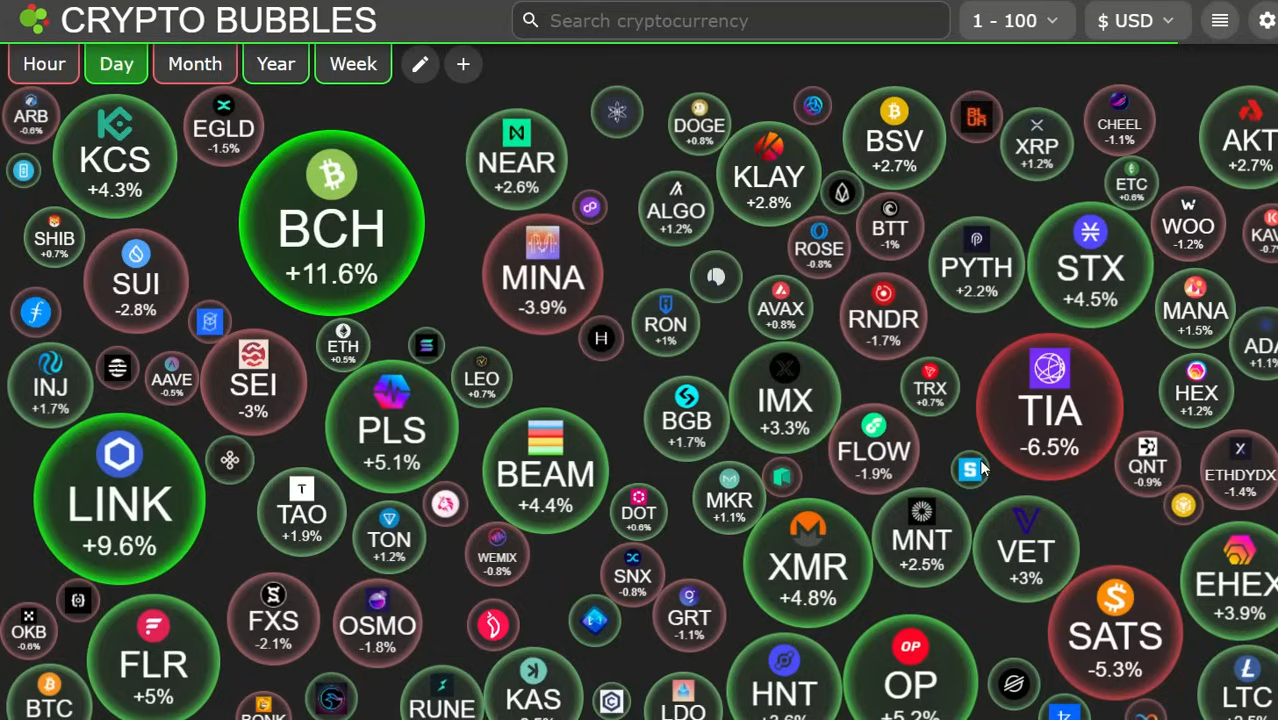 CRYPTO BUBBLES
Search cryptocurrency
1 - 100
$ USD
Hour
Day
Month
Year
Week
ARB
-0.6%
KCS
+4.3%
EGLD
-1.5%
BCH
+11.6%
NEAR
+2.6%
DOGE
+0.8%
KLAY
+2.8%
BSV
+2.7%
BLUR
XRP
+1.2%
CHEEL
-1.1%
AKT
+2.7%
ETC
+0.6%
SHIB
+0.7%
SUI
-2.8%
MINA
-3.9%
ALGO
+1.2%
ROSE
-0.8%
BTT
-1%
PYTH
+2.2%
STX
+4.5%
WOO
-1.2%
MANA
+1.5%
ETH
+0.5%
RON
+1%
AVAX
+0.8%
RNDR
-1.7%
ADA
+1.1%
INJ
+1.7%
AAVE
-0.5%
SEI
-3%
PLS
+5.1%
LEO
+0.7%
BGB
+1.7%
IMX
+3.3%
TRX
+0.7%
TIA
-6.5%
HEX
+1.2%
FLOW
-1.9%
LINK
+9.6%
TAO
+1.9%
TON
+1.2%
BEAM
+4.4%
DOT
+0.6%
MKR
+1.1%
QNT
-0.9%
ETHDYDX
-1.4%
WEMIX
-0.8%
SNX
-0.8%
XMR
+4.8%
MNT
+2.5%
VET
+3%
EHEX
+3.9%
OKB
-0.6%
FLR
+5%
FXS
-2.1%
OSMO
-1.8%
GRT
-1.1%
SATS
-5.3%
BTC
RUNE
KAS
LDO
HNT
OP
+5.2%
LTC